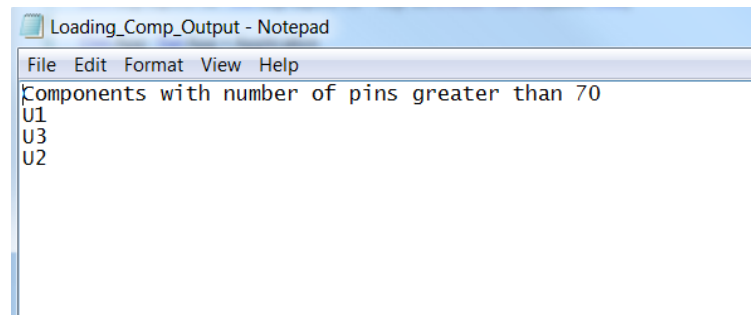 Loading_Comp_Output - Notepad
File Edit Format View Help
Components with number of pins greater than 70
U1
U3
U2